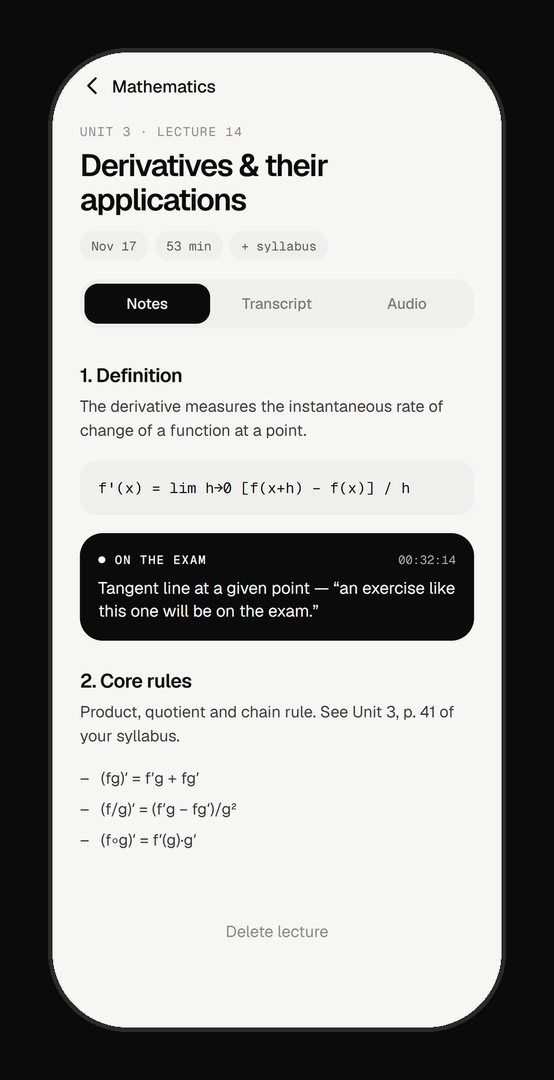 Mathematics
UNIT 3 · LECTURE 14
Derivatives & their
applications
Nov 17 53 min + syllabus
Notes Transcript Audio
1. Definition
The derivative measures the instantaneous rate of
change of a function at a point.
f'(x) = lim h→0 [f(x+h) − f(x)] / h
ON THE EXAM 00:32:14
Tangent line at a given point — “an exercise like
this one will be on the exam.”
2. Core rules
Product, quotient and chain rule. See Unit 3, p. 41 of
your syllabus.
– (fg)′ = f′g + fg′
– (f/g)′ = (f′g − fg′)/g²
– (f∘g)′ = f′(g)·g′
Delete lecture